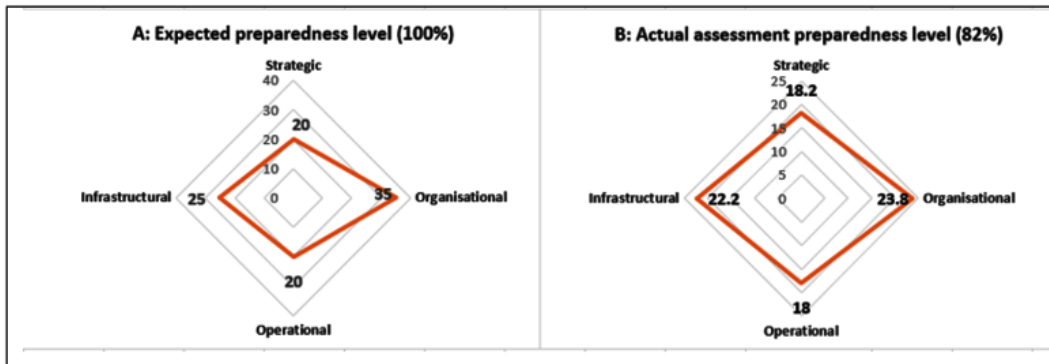 A: Expected preparedness level (100%)
Strategic
40
30
20
20
10
0
Infrastructural
25
35
Organisational
20
Operational
B: Actual assessment preparedness level (82%)
Strategic
25
18.2
20
15
10
5
0
Infrastructural
22.2
23.8
Organisational
18
Operational